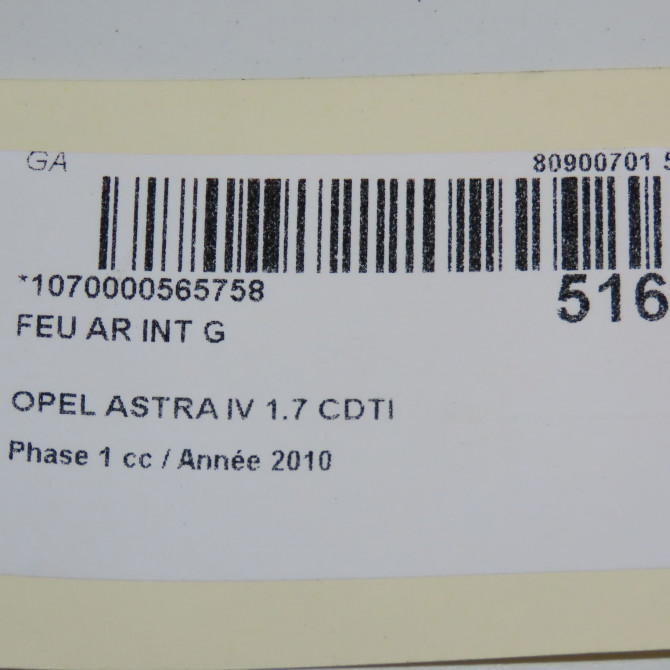 GA
80900701 5
*1070000565758
516
FEU AR INT G
OPEL ASTRA IV 1.7 CDTI
Phase 1 cc / Année 2010